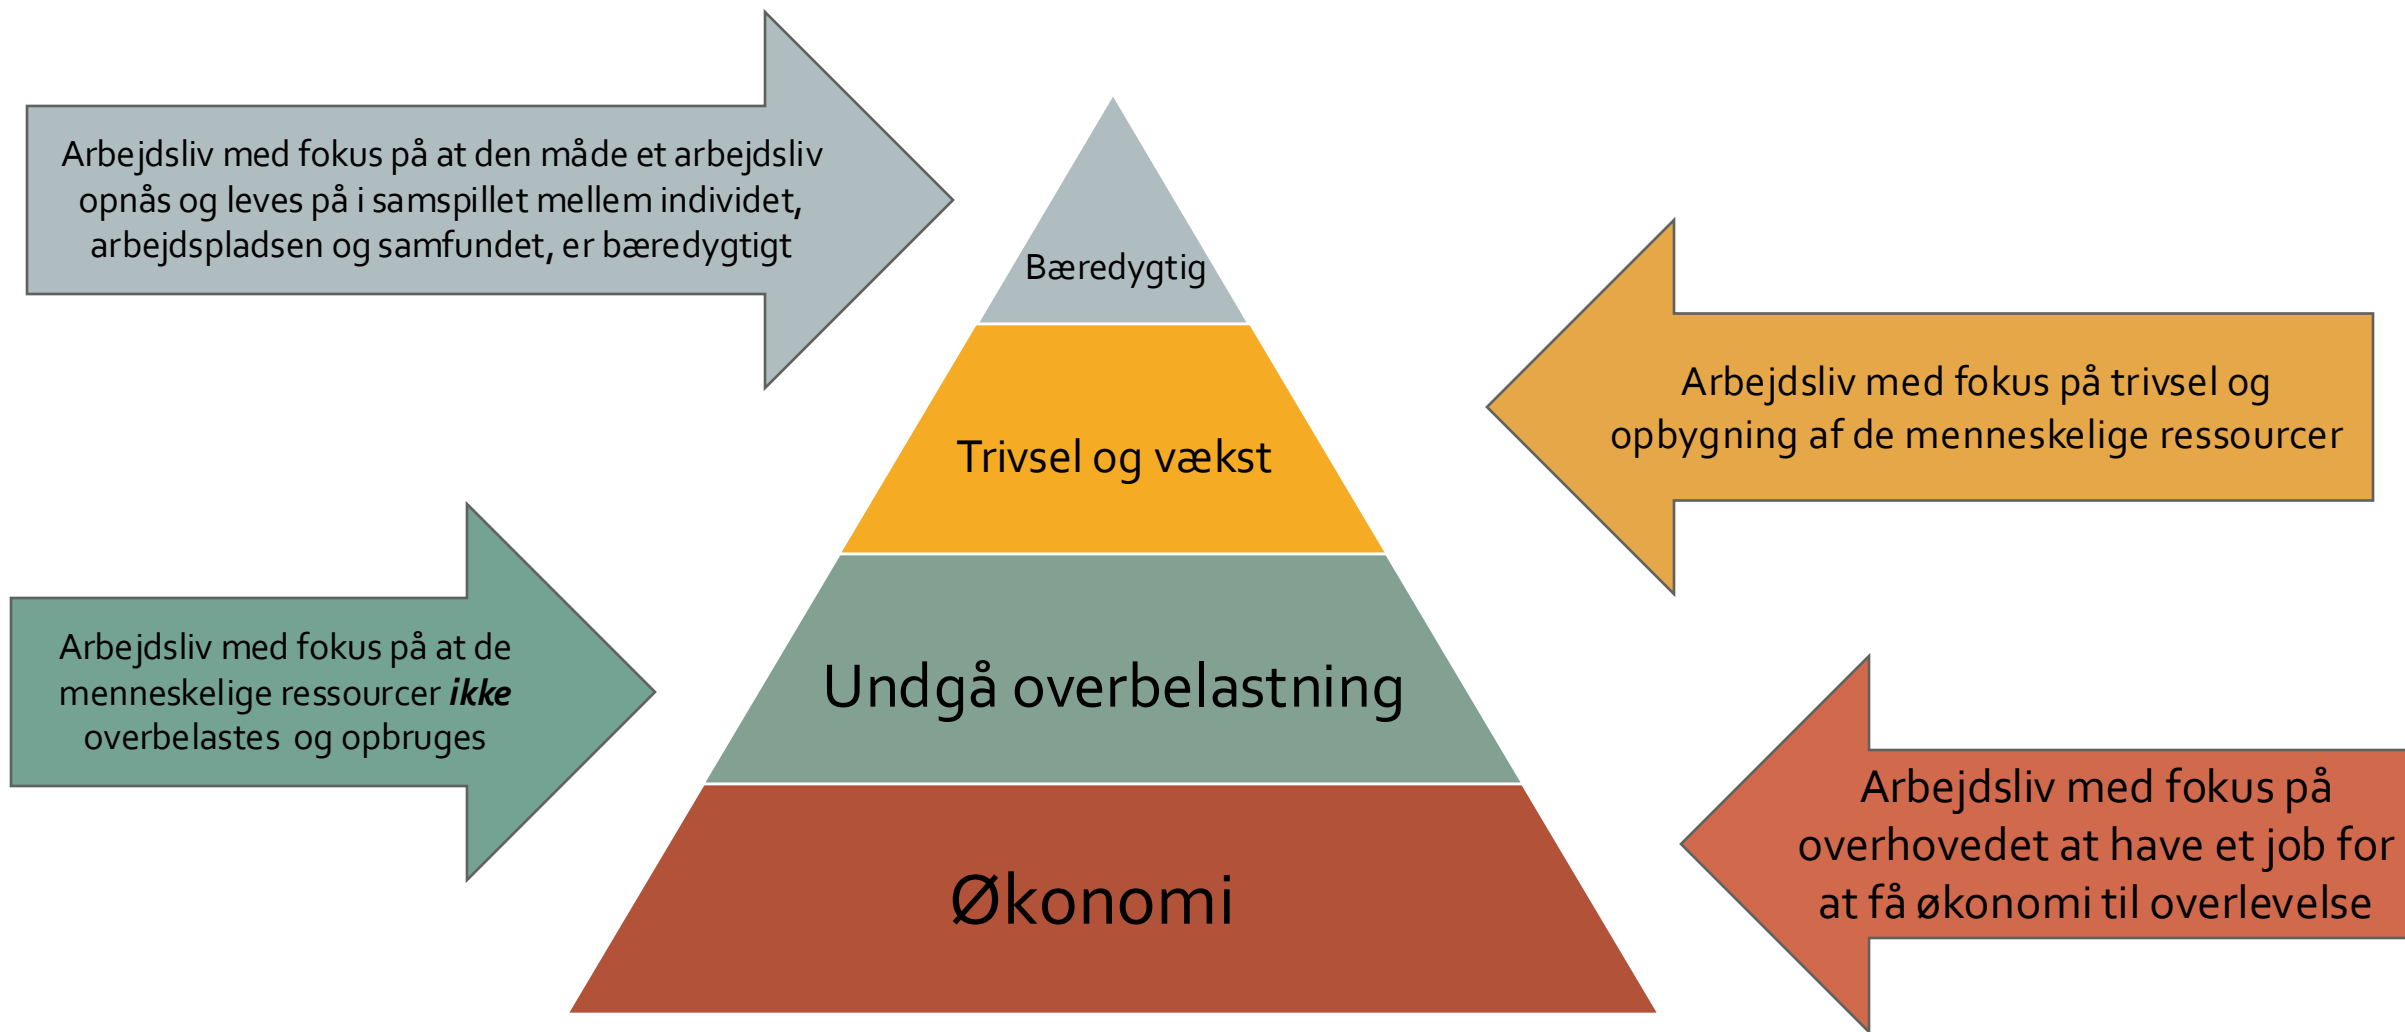 Arbejdsliv med fokus på at den måde et arbejdsliv
opnås og leves på i samspillet mellem individet,
arbejdspladsen og samfundet, er bæredygtigt
Bæredygtig
Arbejdsliv med fokus på trivsel og
opbygning af de menneskelige ressourcer
Trivsel og vækst
Arbejdsliv med fokus på at de
menneskelige ressourcer ikke
overbelastes og opbruges
Undgå overbelastning
Arbejdsliv med fokus på
overhovedet at have et job for
at få økonomi til overlevelse
Økonomi